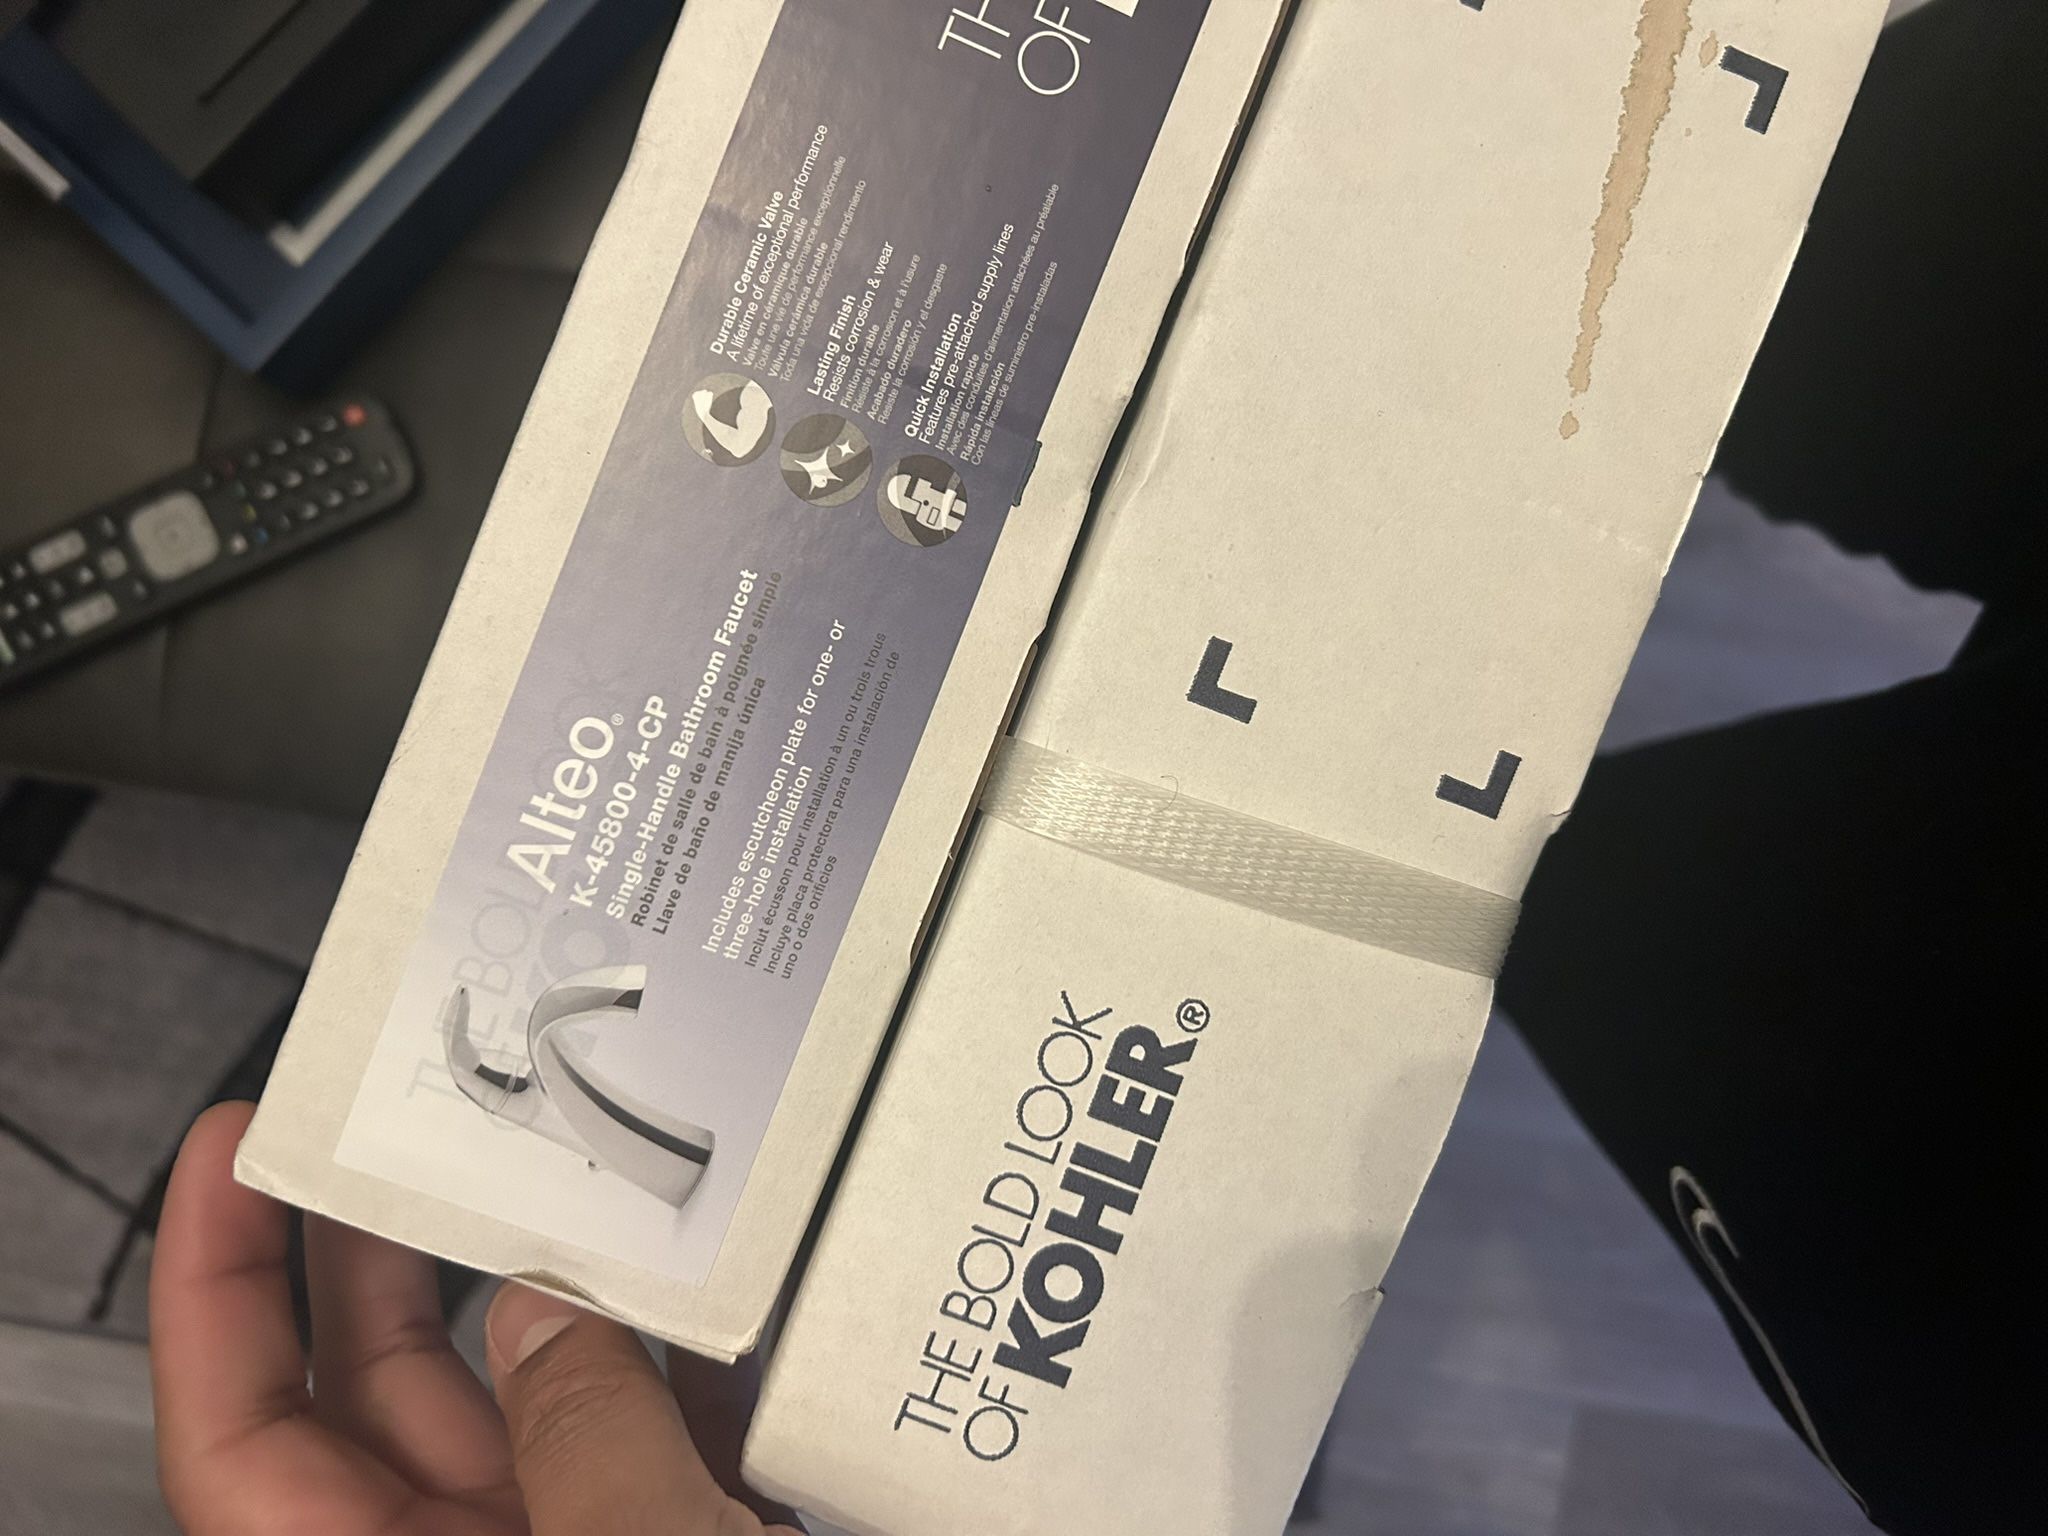 Alteo®
K-45800-4-CP
Single-Handle Bathroom Faucet
Robinet de salle de bain à poignée simple
Llave de baño de manija única
Includes escutcheon plate for one- or
three-hole installation
Inclut écusson pour installation à un ou trois trous
Incluye placa protectora para una instalación de
uno o dos orificios
Durable Ceramic Valve
A lifetime of exceptional performance
Valve en céramique durable
Toute une vie de performance exceptionnelle
Válvula cerámica durable
Toda una vida de excepcional rendimiento
Lasting Finish
Resists corrosion & wear
Finition durable
Résiste à la corrosion et à l'usure
Acabado duradero
Resiste la corrosión y el desgaste
Quick Installation
Features pre-attached supply lines
Installation rapide
Avec des conduites d'alimentation attachées au préalable
Rápida instalación
Con las líneas de suministro pre-instaladas
TH
OF
THE BOLD LOOK
OF KOHLER®